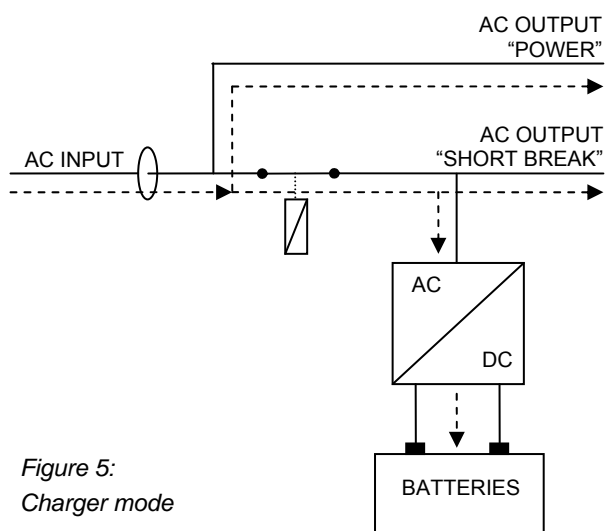 AC OUTPUT
“POWER”
AC INPUT
AC OUTPUT
“SHORT BREAK”
AC
DC
BATTERIES
Figure 5:
Charger mode